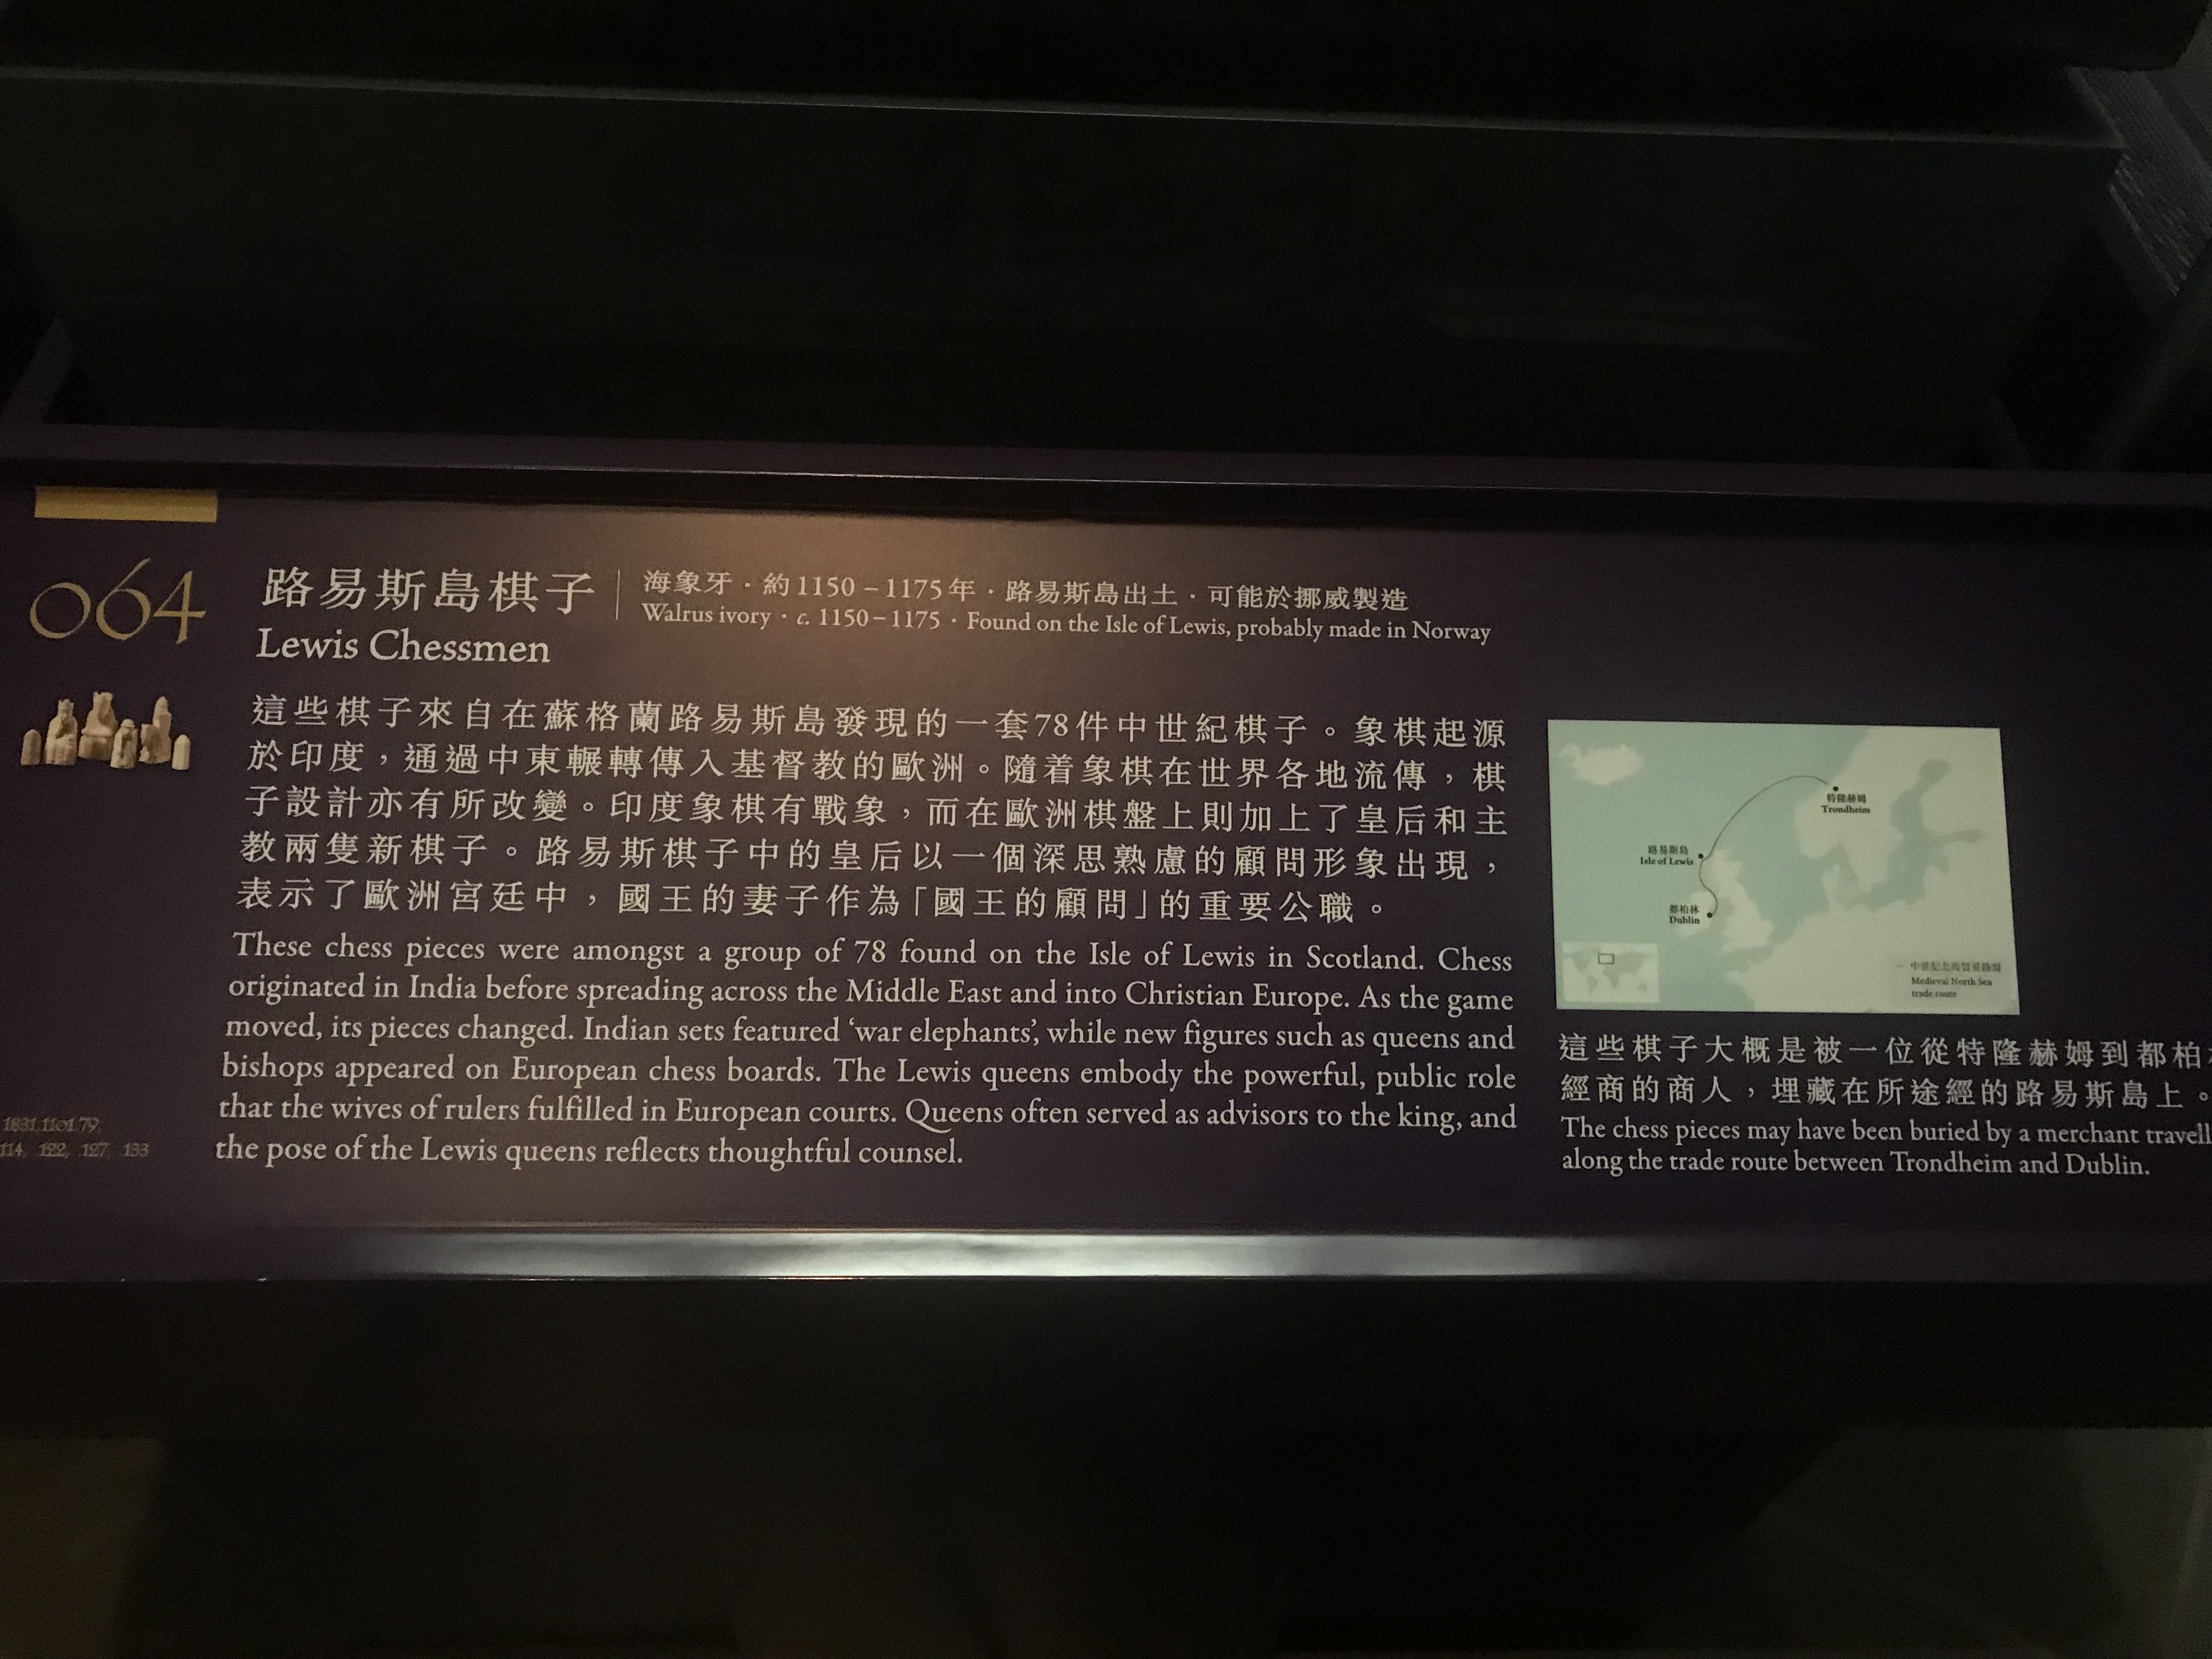 064
路易斯島棋子
Lewis Chessmen
海象牙·約1150–1175年·路易斯島出土·可能於挪威製造
Walrus ivory · c. 1150–1175 · Found on the Isle of Lewis, probably made in Norway
這些棋子來自在蘇格蘭路易斯島發現的一套78件中世紀棋子。象棋起源
於印度，通過中東輾轉傳入基督教的歐洲。隨着象棋在世界各地流傳，棋
子設計亦有所改變。印度象棋有戰象，而在歐洲棋盤上則加上了皇后和主
教兩隻新棋子。路易斯棋子中的皇后以一個深思熟慮的顧問形象出現，
表示了歐洲宮廷中，國王的妻子作為「國王的顧問」的重要公職。
These chess pieces were amongst a group of 78 found on the Isle of Lewis in Scotland. Chess
originated in India before spreading across the Middle East and into Christian Europe. As the game
moved, its pieces changed. Indian sets featured ‘war elephants’, while new figures such as queens and
bishops appeared on European chess boards. The Lewis queens embody the powerful, public role
that the wives of rulers fulfilled in European courts. Queens often served as advisors to the king, and
the pose of the Lewis queens reflects thoughtful counsel.
1831,1101.79,
114, 122, 127, 133
特隆赫姆
Trondheim
路易斯島
Isle of Lewis
都柏林
Dublin
中世紀北海貿易路線
Medieval North Sea
trade route
這些棋子大概是被一位從特隆赫姆到都柏
經商的商人，埋藏在所途經的路易斯島上。
The chess pieces may have been buried by a merchant travell
along the trade route between Trondheim and Dublin.